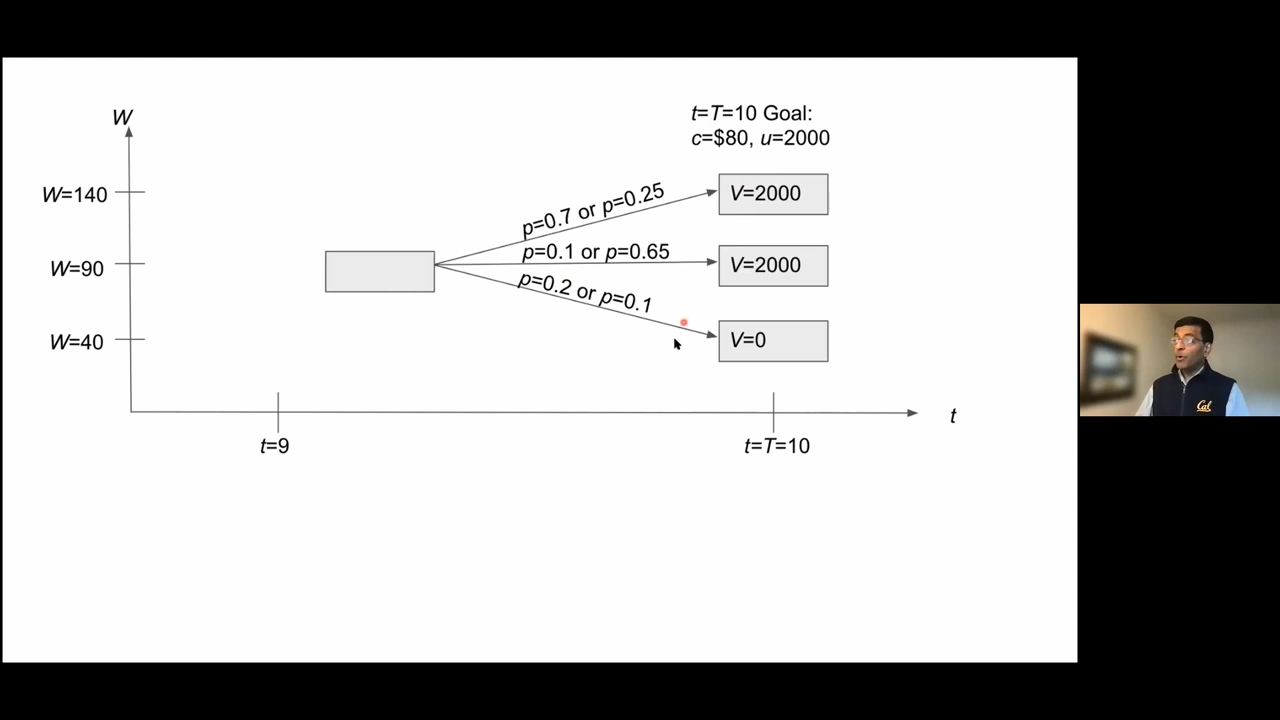 W
t=T=10 Goal:
c=$80, u=2000
W=140
p=0.7 or p=0.25
V=2000
W=90
p=0.1 or p=0.65
V=2000
p=0.2 or p=0.1
W=40
V=0
t
t=9
t=T=10
Cal